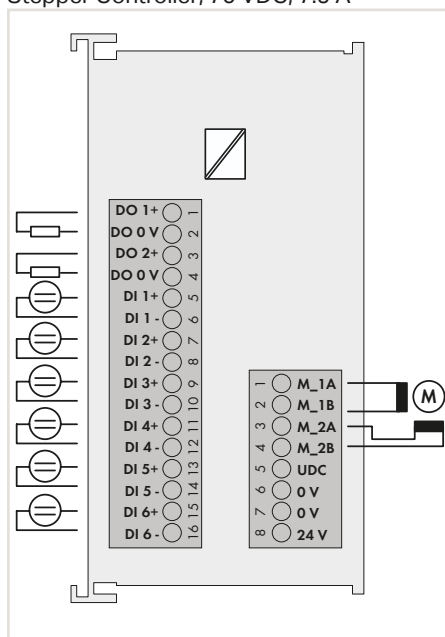 Stepper Controller, 70 VDC, 7.5 A
DO 1+ 1
DO 0 V 2
DO 2+ 3
DO 0 V 4
DI 1+ 5
DI 1 - 6
DI 2+ 7
DI 2 - 8
DI 3+ 9
DI 3 - 10
DI 4+ 11
DI 4 - 12
DI 5+ 13
DI 5 - 14
DI 6+ 15
DI 6 - 16
1 M_1A
2 M_1B
3 M_2A
4 M_2B
5 UDC
6 0 V
7 0 V
8 24 V
M